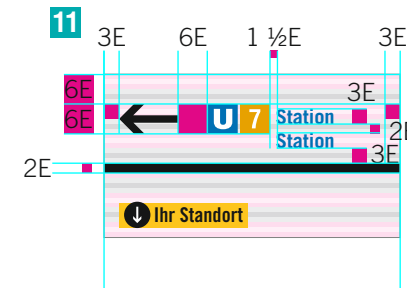 11
3E 6E 1 ½E 3E
6E 3E
6E U 7 Station
2E
Station
3E
2E
Ihr Standort